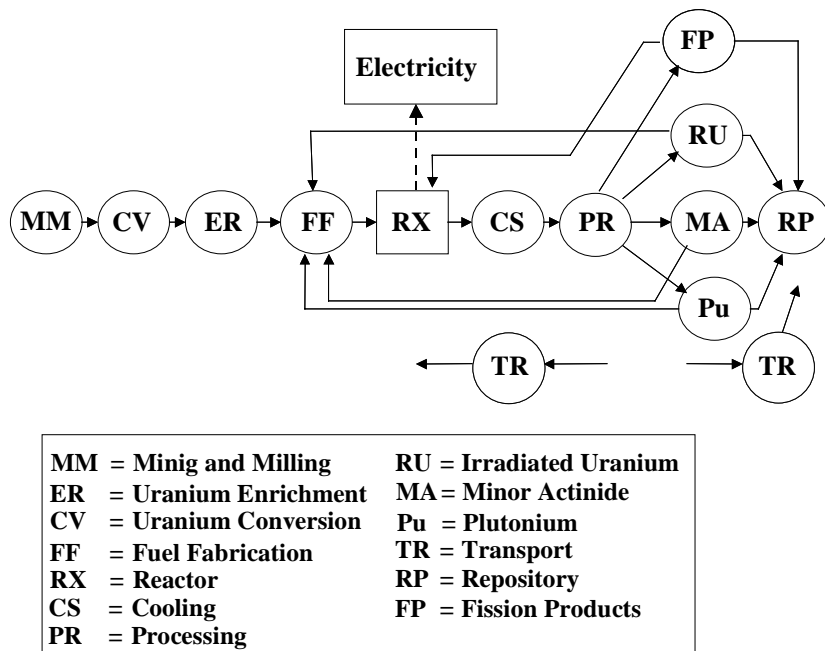 FP
Electricity
RU
MM CV ER FF RX CS PR MA RP
Pu
TR TR
MM = Minig and Milling
ER = Uranium Enrichment
CV = Uranium Conversion
FF = Fuel Fabrication
RX = Reactor
CS = Cooling
PR = Processing
RU = Irradiated Uranium
MA = Minor Actinide
Pu = Plutonium
TR = Transport
RP = Repository
FP = Fission Products